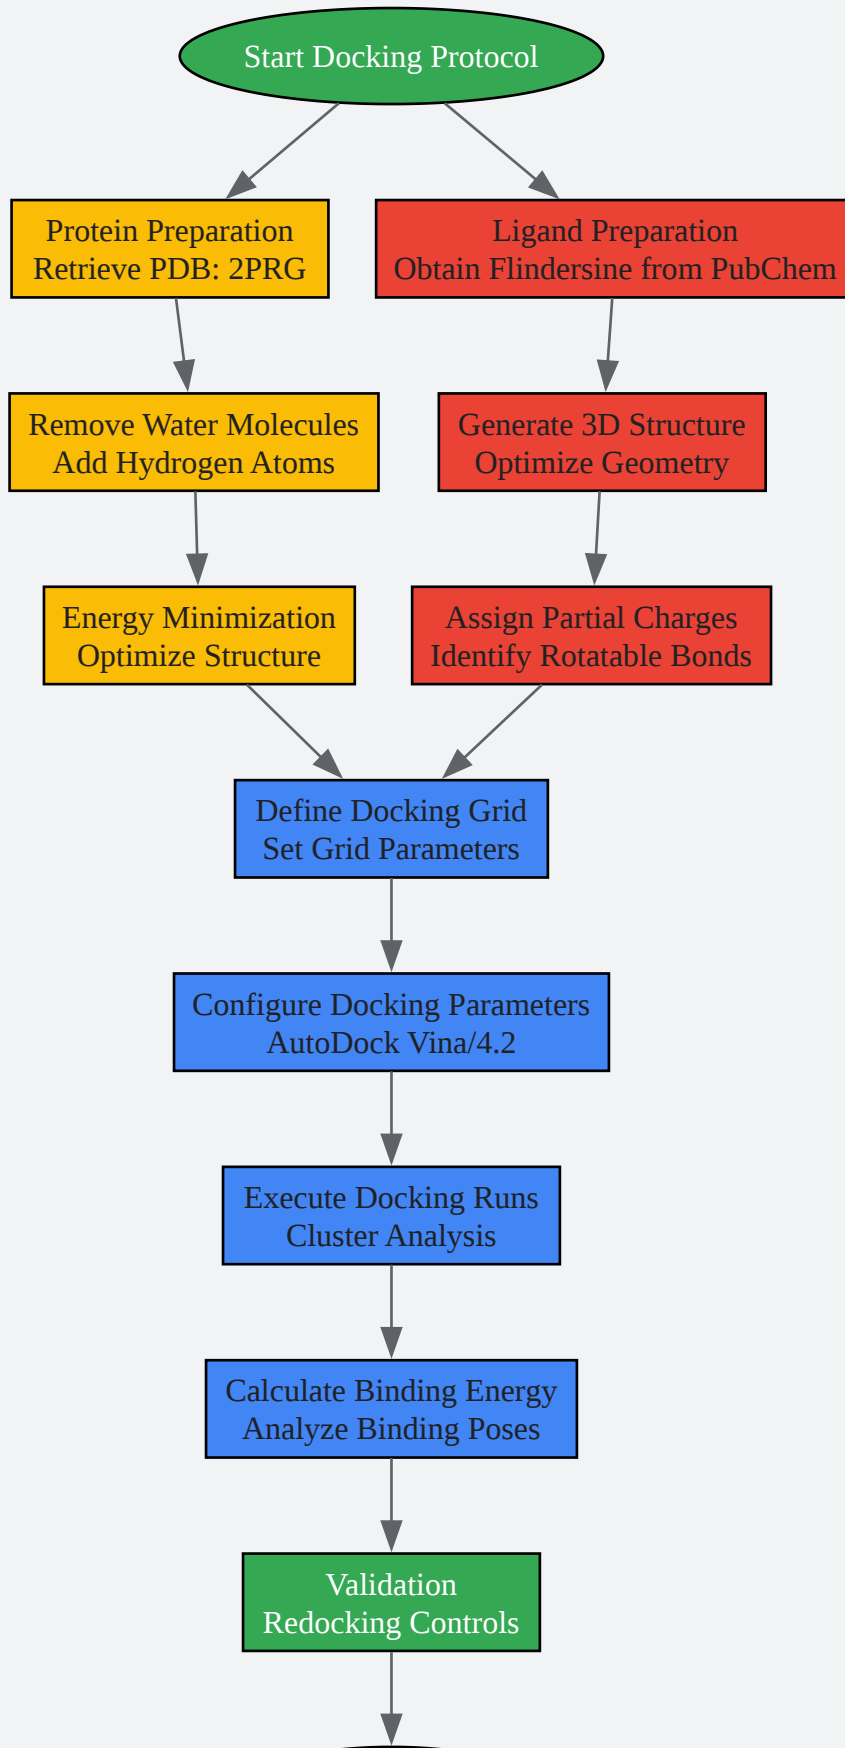 Start Docking Protocol
Protein Preparation
Retrieve PDB: 2PRG
Ligand Preparation
Obtain Flindersine from PubChem
Remove Water Molecules
Add Hydrogen Atoms
Generate 3D Structure
Optimize Geometry
Energy Minimization
Optimize Structure
Assign Partial Charges
Identify Rotatable Bonds
Define Docking Grid
Set Grid Parameters
Configure Docking Parameters
AutoDock Vina/4.2
Execute Docking Runs
Cluster Analysis
Calculate Binding Energy
Analyze Binding Poses
Validation
Redocking Controls